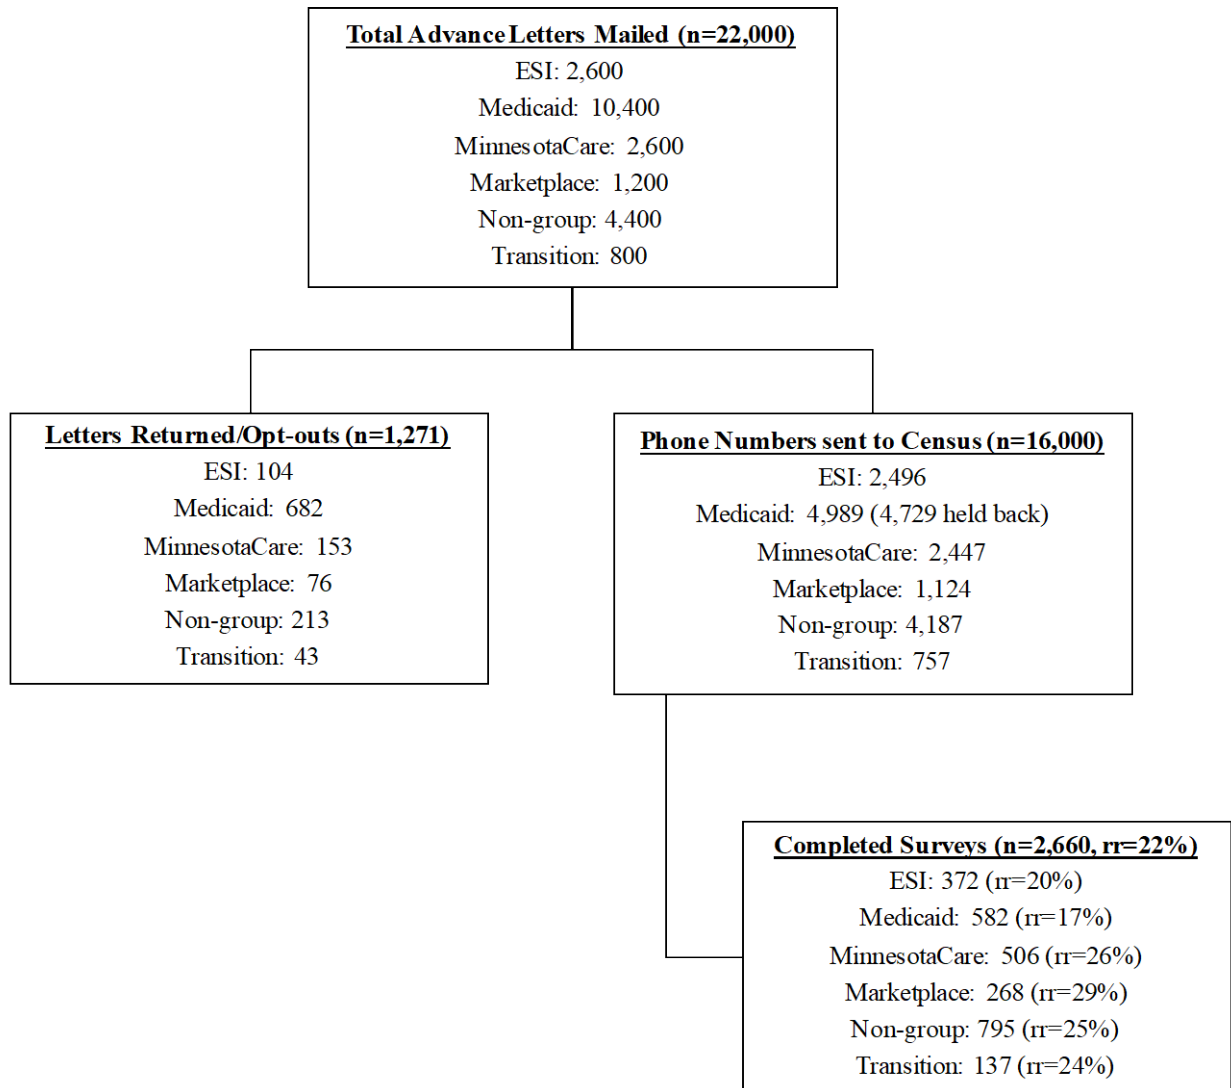 Total Advance Letters Mailed (n=22,000)
ESI: 2,600
Medicaid: 10,400
MinnesotaCare: 2,600
Marketplace: 1,200
Non-group: 4,400
Transition: 800
Letters Returned/Opt-outs (n=1,271)
ESI: 104
Medicaid: 682
MinnesotaCare: 153
Marketplace: 76
Non-group: 213
Transition: 43
Phone Numbers sent to Census (n=16,000)
ESI: 2,496
Medicaid: 4,989 (4,729 held back)
MinnesotaCare: 2,447
Marketplace: 1,124
Non-group: 4,187
Transition: 757
Completed Surveys (n=2,660, rr=22%)
ESI: 372 (rr=20%)
Medicaid: 582 (rr=17%)
MinnesotaCare: 506 (rr=26%)
Marketplace: 268 (rr=29%)
Non-group: 795 (rr=25%)
Transition: 137 (rr=24%)